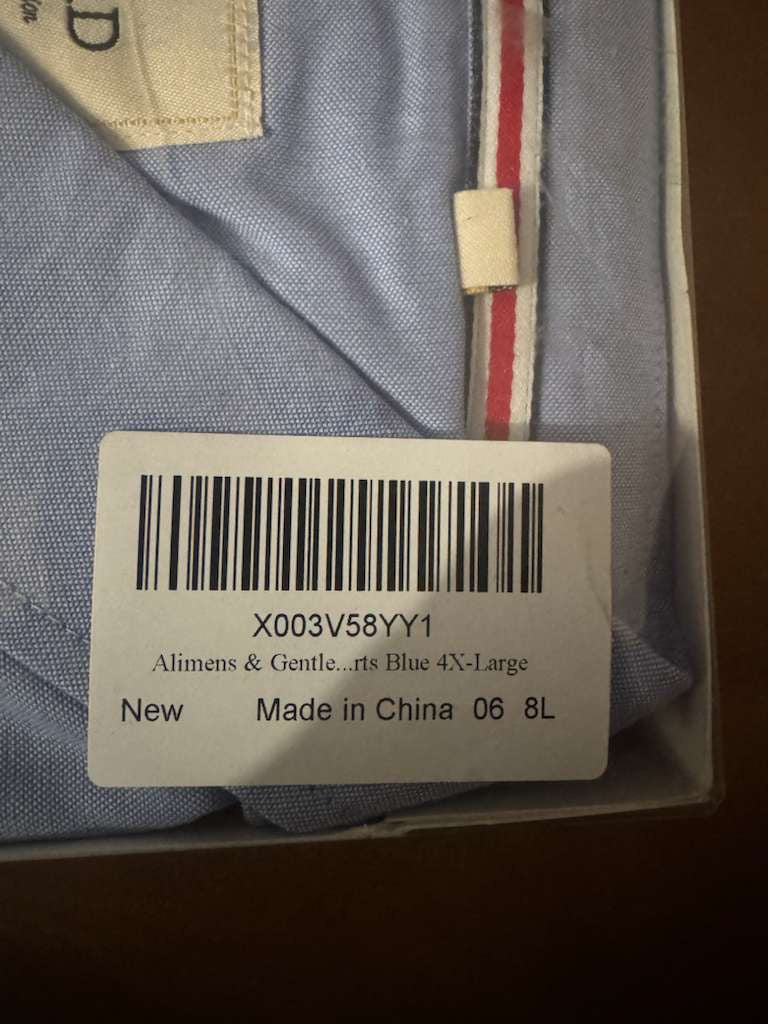 D
X003V58YY1
Alimens & Gentle...rts Blue 4X-Large
New Made in China 06 8L